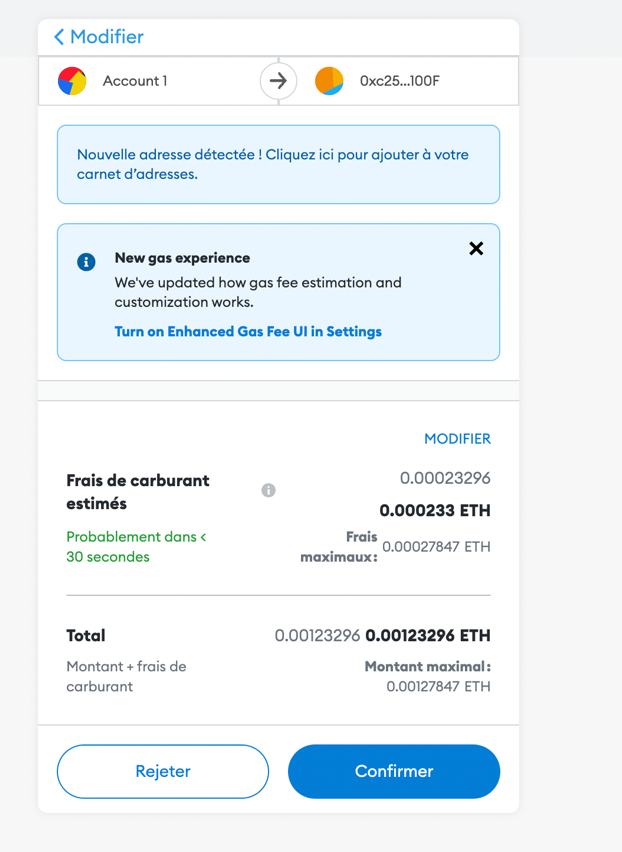 Modifier
Account 1
0xc25...100F
Nouvelle adresse détectée ! Cliquez ici pour ajouter à votre
carnet d’adresses.
New gas experience
We've updated how gas fee estimation and
customization works.
Turn on Enhanced Gas Fee UI in Settings
MODIFIER
Frais de carburant
estimés
0.00023296
0.000233 ETH
Probablement dans <
30 secondes
Frais
maximaux:
0.00027847 ETH
Total
0.00123296 0.00123296 ETH
Montant + frais de
carburant
Montant maximal:
0.00127847 ETH
Rejeter
Confirmer